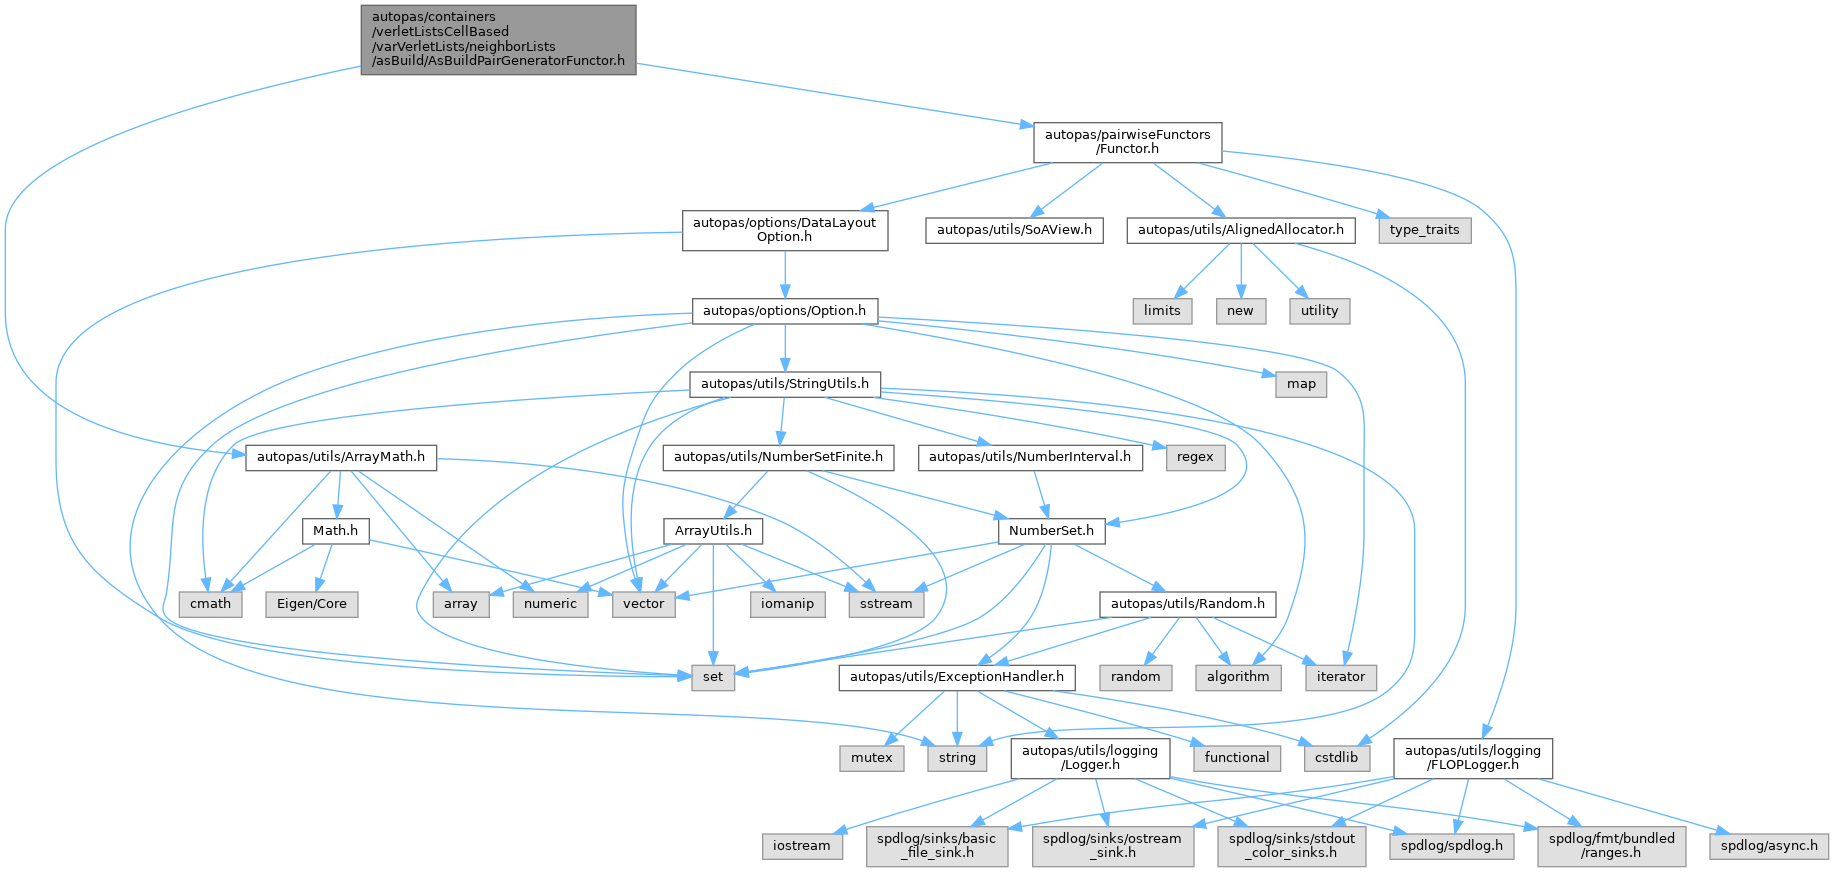 autopas/containers
/verletListsCellBased
/varVerletLists/neighborLists
/asBuild/AsBuildPairGeneratorFunctor.h
autopas/pairwiseFunctors
/Functor.h
autopas/options/DataLayout
Option.h
autopas/utils/SoAView.h
autopas/utils/AlignedAllocator.h
type_traits
autopas/options/Option.h
limits
new
utility
autopas/utils/StringUtils.h
map
autopas/utils/ArrayMath.h
autopas/utils/NumberSetFinite.h
autopas/utils/NumberInterval.h
regex
Math.h
ArrayUtils.h
NumberSet.h
cmath
Eigen/Core
array
numeric
vector
iomanip
sstream
autopas/utils/Random.h
set
autopas/utils/ExceptionHandler.h
random
algorithm
iterator
mutex
string
autopas/utils/logging
/Logger.h
functional
cstdlib
autopas/utils/logging
/FLOPLogger.h
iostream
spdlog/sinks/basic
_file_sink.h
spdlog/sinks/ostream
_sink.h
spdlog/sinks/stdout
_color_sinks.h
spdlog/spdlog.h
spdlog/fmt/bundled
/ranges.h
spdlog/async.h